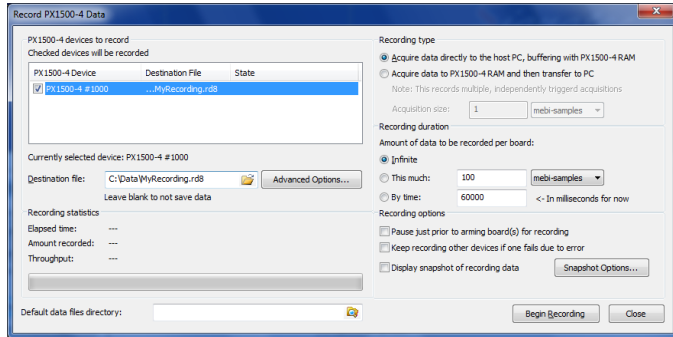 Record PX1500-4 Data
PX1500-4 devices to record
Checked devices will be recorded
PX1500-4 Device Destination File State
PX1500-4 #1000 ...MyRecording.rd8
Currently selected device: PX1500-4 #1000
Destination file: C:\Data\MyRecording.rd8 Advanced Options...
Leave blank to not save data
Recording statistics
Elapsed time: ---
Amount recorded: ---
Throughput: ---
Default data files directory:
Recording type
Acquire data directly to the host PC, buffering with PX1500-4 RAM
Acquire data to PX1500-4 RAM and then transfer to PC
Note: This records multiple, independently triggerd acquisitions
Acquisition size: 1 mebi-samples
Recording duration
Amount of data to be recorded per board:
Infinite
This much: 100 mebi-samples
By time: 60000 <- In milliseconds for now
Recording options
Pause just prior to arming board(s) for recording
Keep recording other devices if one fails due to error
Display snapshot of recording data Snapshot Options...
Begin Recording Close